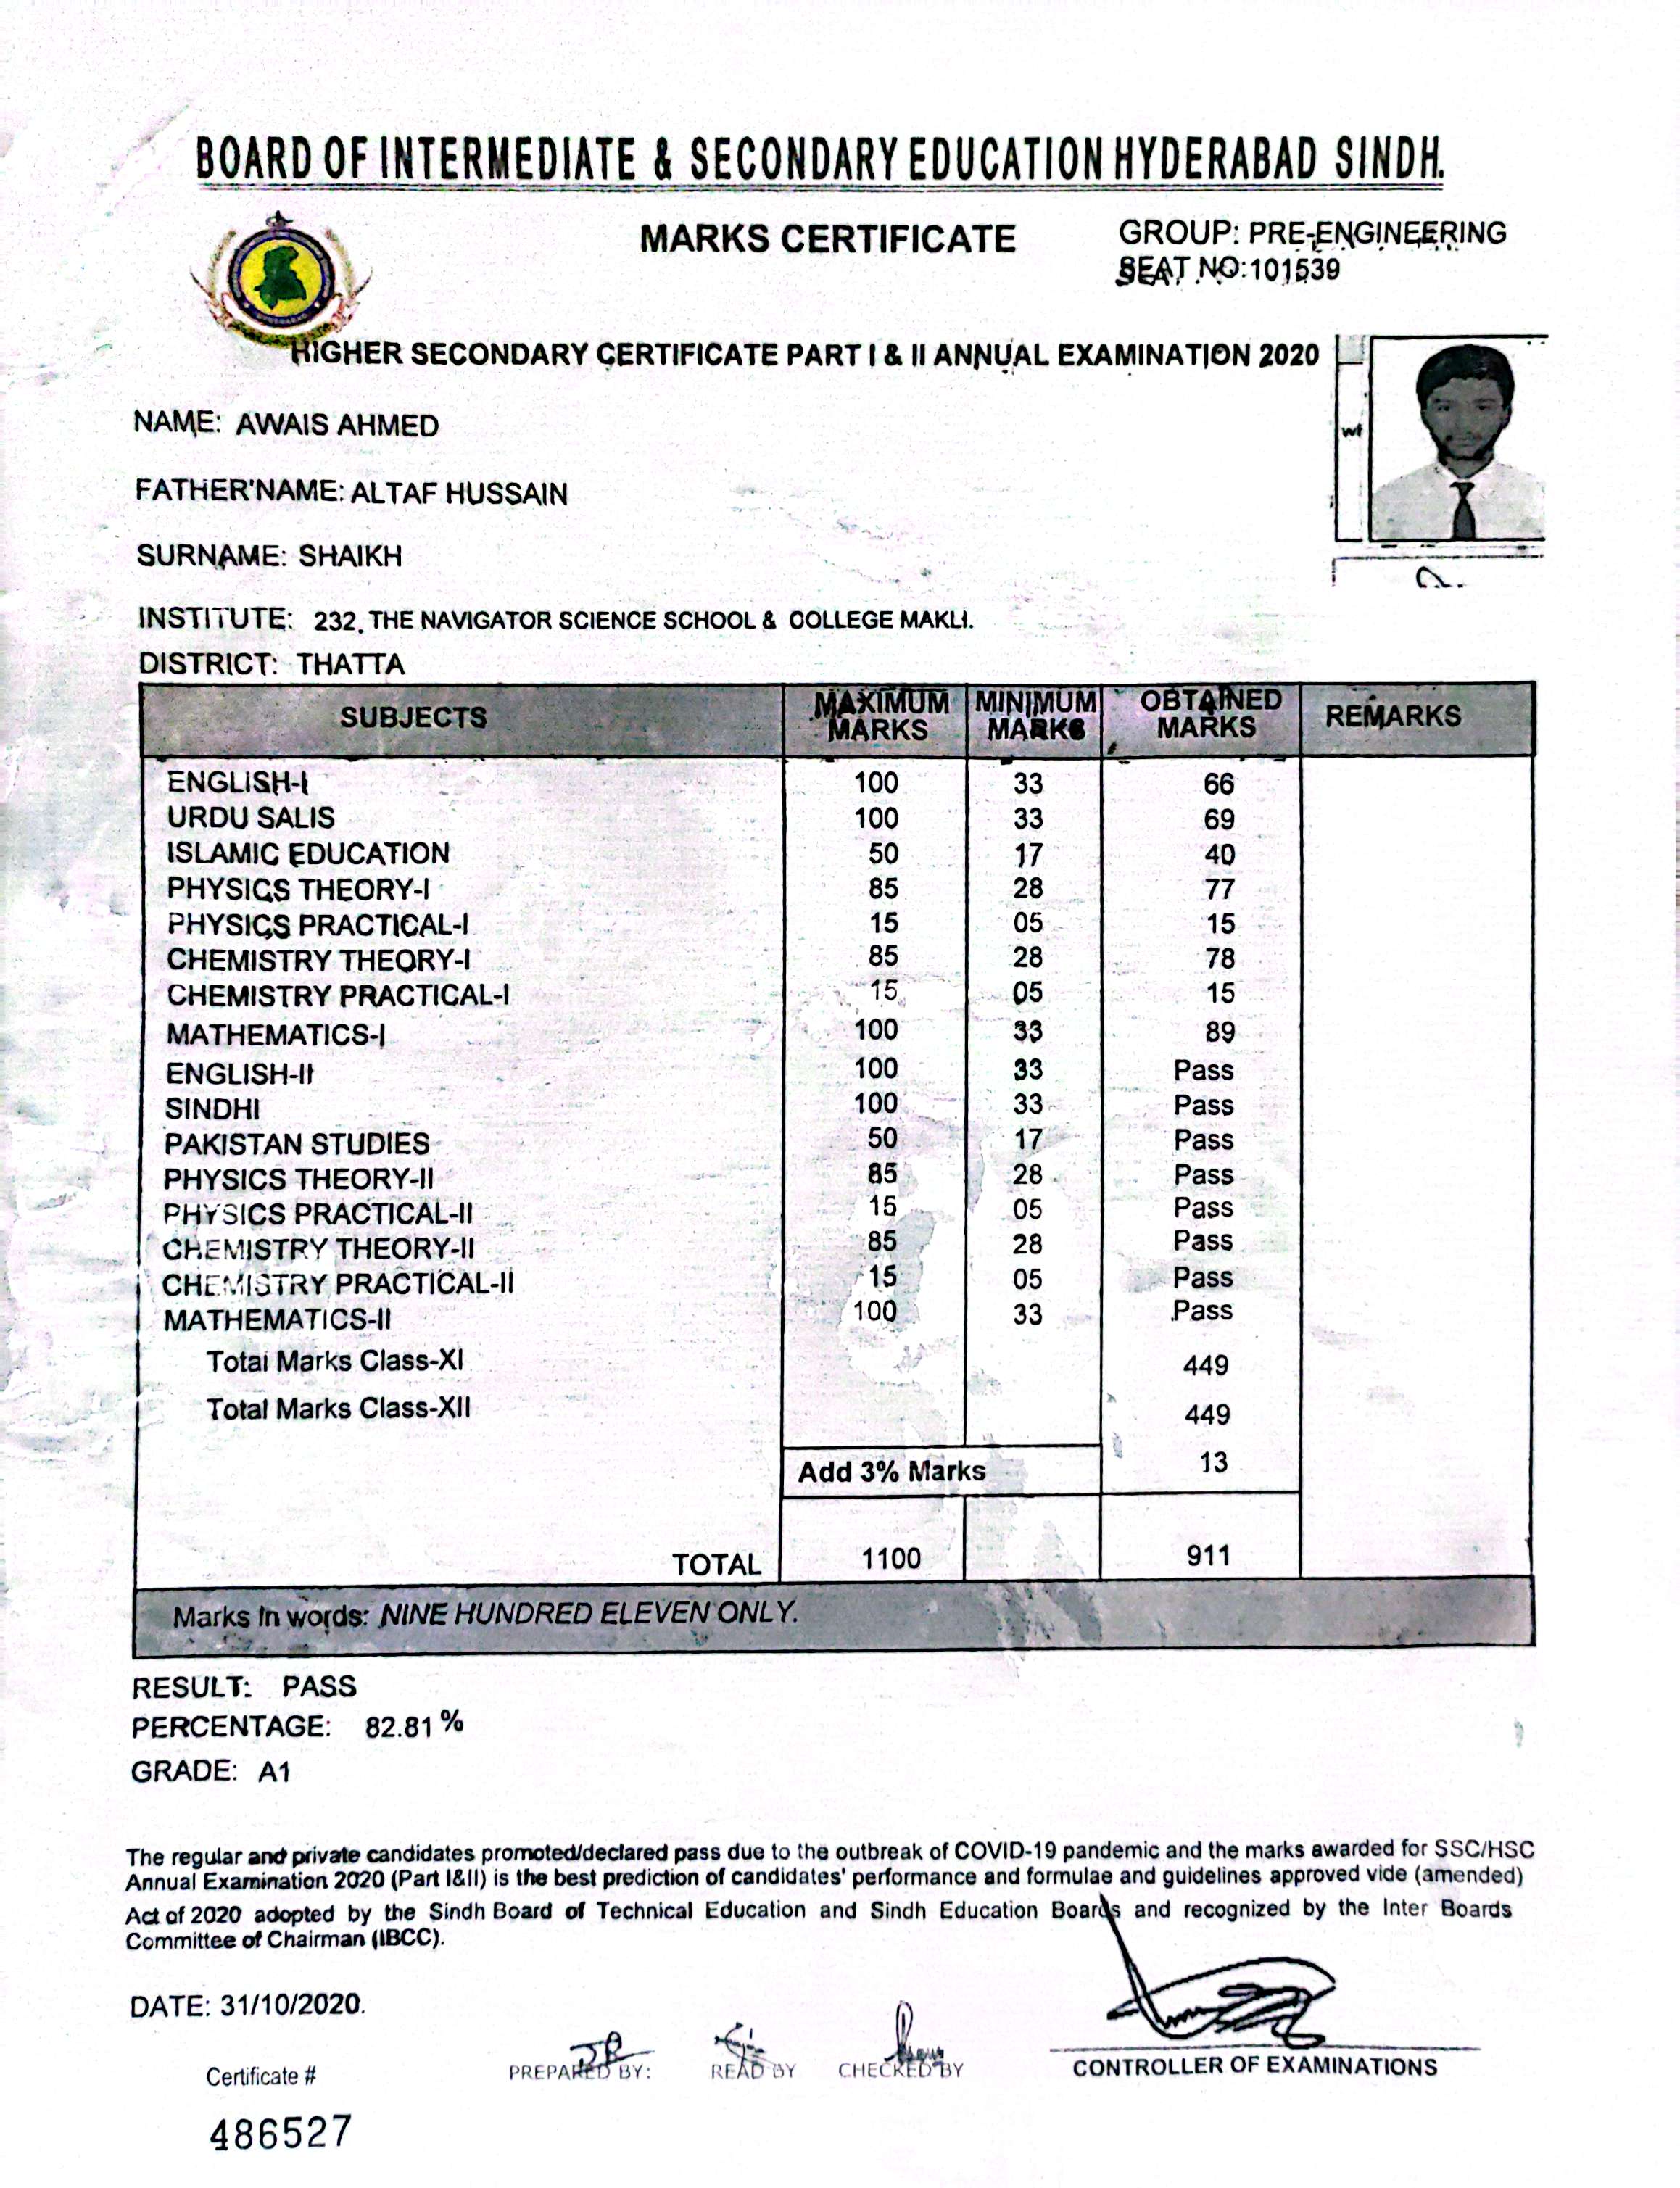 BOARD OF INTERMEDIATE & SECONDARY EDUCATION HYDERABAD SINDH.
MARKS CERTIFICATE
GROUP: PRE-ENGINEERING
SEAT NO:101539
HYDERABAD
HIGHER SECONDARY CERTIFICATE PART I & II ANNUAL EXAMINATION 2020
NAME: AWAIS AHMED
FATHER'NAME: ALTAF HUSSAIN
SURNAME: SHAIKH
INSTITUTE: 232. THE NAVIGATOR SCIENCE SCHOOL & COLLEGE MAKLI.
DISTRICT: THATTA
SUBJECTS MAXIMUM MARKS MINIMUM MARKS OBTAINED MARKS REMARKS
ENGLISH-I 100 33 66
URDU SALIS 100 33 69
ISLAMIC EDUCATION 50 17 40
PHYSICS THEORY-I 85 28 77
PHYSICS PRACTICAL-I 15 05 15
CHEMISTRY THEORY-I 85 28 78
CHEMISTRY PRACTICAL-I 15 05 15
MATHEMATICS-I 100 33 89
ENGLISH-II 100 33 Pass
SINDHI 100 33 Pass
PAKISTAN STUDIES 50 17 Pass
PHYSICS THEORY-II 85 28 Pass
PHYSICS PRACTICAL-II 15 05 Pass
CHEMISTRY THEORY-II 85 28 Pass
CHEMISTRY PRACTICAL-II 15 05 Pass
MATHEMATICS-II 100 33 Pass
Total Marks Class-XI 449
Total Marks Class-XII 449
Add 3% Marks 13
TOTAL 1100 911
Marks In words: NINE HUNDRED ELEVEN ONLY.
RESULT: PASS
PERCENTAGE: 82.81 %
GRADE: A1
The regular and private candidates promoted/declared pass due to the outbreak of COVID-19 pandemic and the marks awarded for SSC/HSC
Annual Examination 2020 (Part I&II) is the best prediction of candidates' performance and formulae and guidelines approved vide (amended)
Act of 2020 adopted by the Sindh Board of Technical Education and Sindh Education Boards and recognized by the Inter Boards
Committee of Chairman (IBCC).
DATE: 31/10/2020.
PREPARED BY: READ BY CHECKED BY CONTROLLER OF EXAMINATIONS
Certificate #
486527